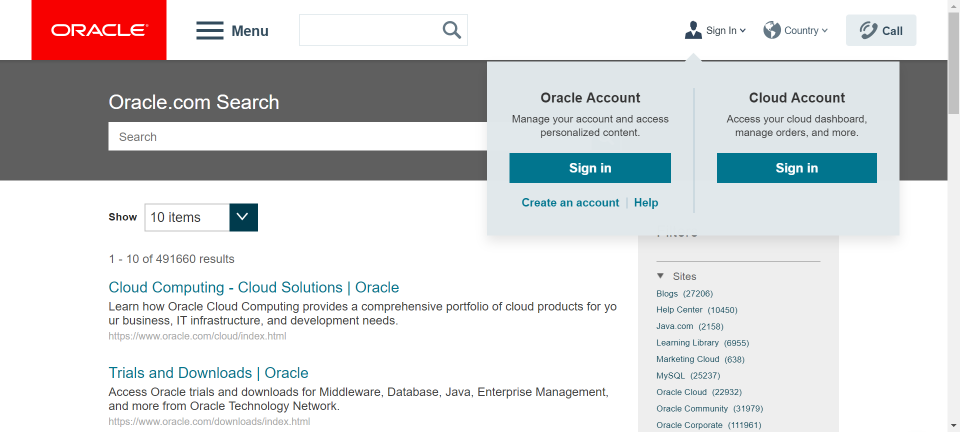 ORACLE
Menu
Sign In
Country
Call
Oracle.com Search
Search
Oracle Account
Manage your account and access
personalized content.
Sign in
Create an account | Help
Cloud Account
Access your cloud dashboard,
manage orders, and more.
Sign in
Show
10 items
1 - 10 of 491660 results
Cloud Computing - Cloud Solutions | Oracle
Learn how Oracle Cloud Computing provides a comprehensive portfolio of cloud products for yo
ur business, IT infrastructure, and development needs.
https://www.oracle.com/cloud/index.html
Trials and Downloads | Oracle
Access Oracle trials and downloads for Middleware, Database, Java, Enterprise Management,
and more from Oracle Technology Network.
https://www.oracle.com/downloads/index.html
Filters
Sites
Blogs (27206)
Help Center (10450)
Java.com (2158)
Learning Library (6955)
Marketing Cloud (638)
MySQL (25237)
Oracle Cloud (22932)
Oracle Community (31979)
Oracle Corporate (111961)